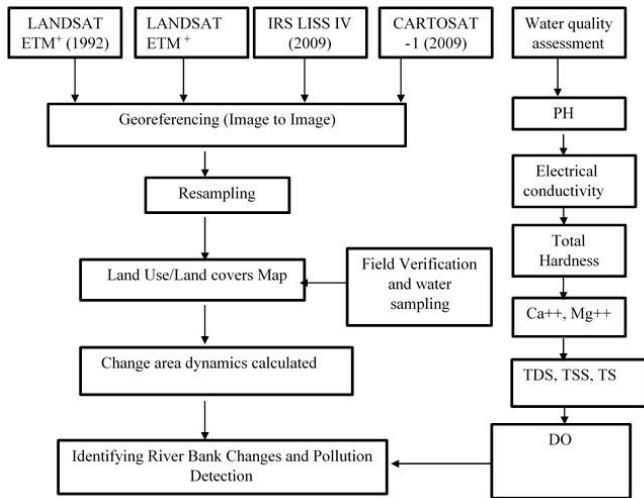 LANDSAT
ETM+ (1992)
LANDSAT
ETM +
IRS LISS IV
(2009)
CARTOSAT
-1 (2009)
Water quality
assessment
Georeferencing (Image to Image)
PH
Resampling
Electrical
conductivity
Total
Hardness
Land Use/Land covers Map
Field Verification
and water
sampling
Ca++, Mg++
Change area dynamics calculated
TDS, TSS, TS
Identifying River Bank Changes and Pollution
Detection
DO